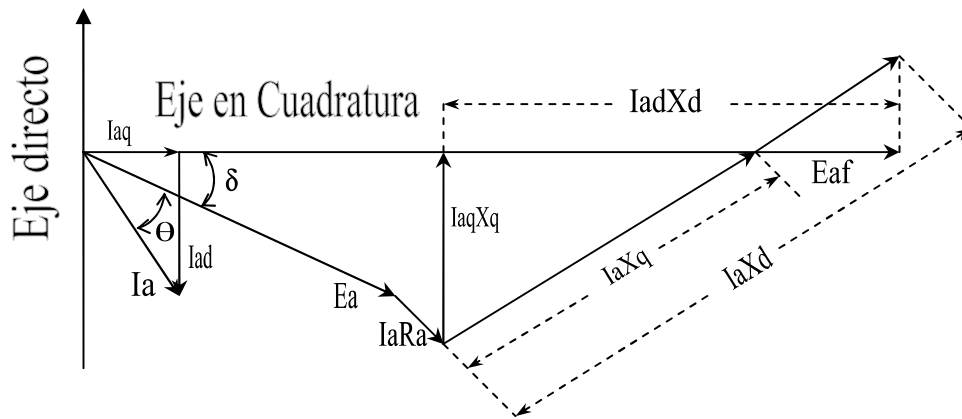 Eje directo
Eje en Cuadratura
IadXd
Iaq
δ
Eaf
IaqXq
ϴ
Iad
Ia
Ea
IaRa
IaXq
IaXd